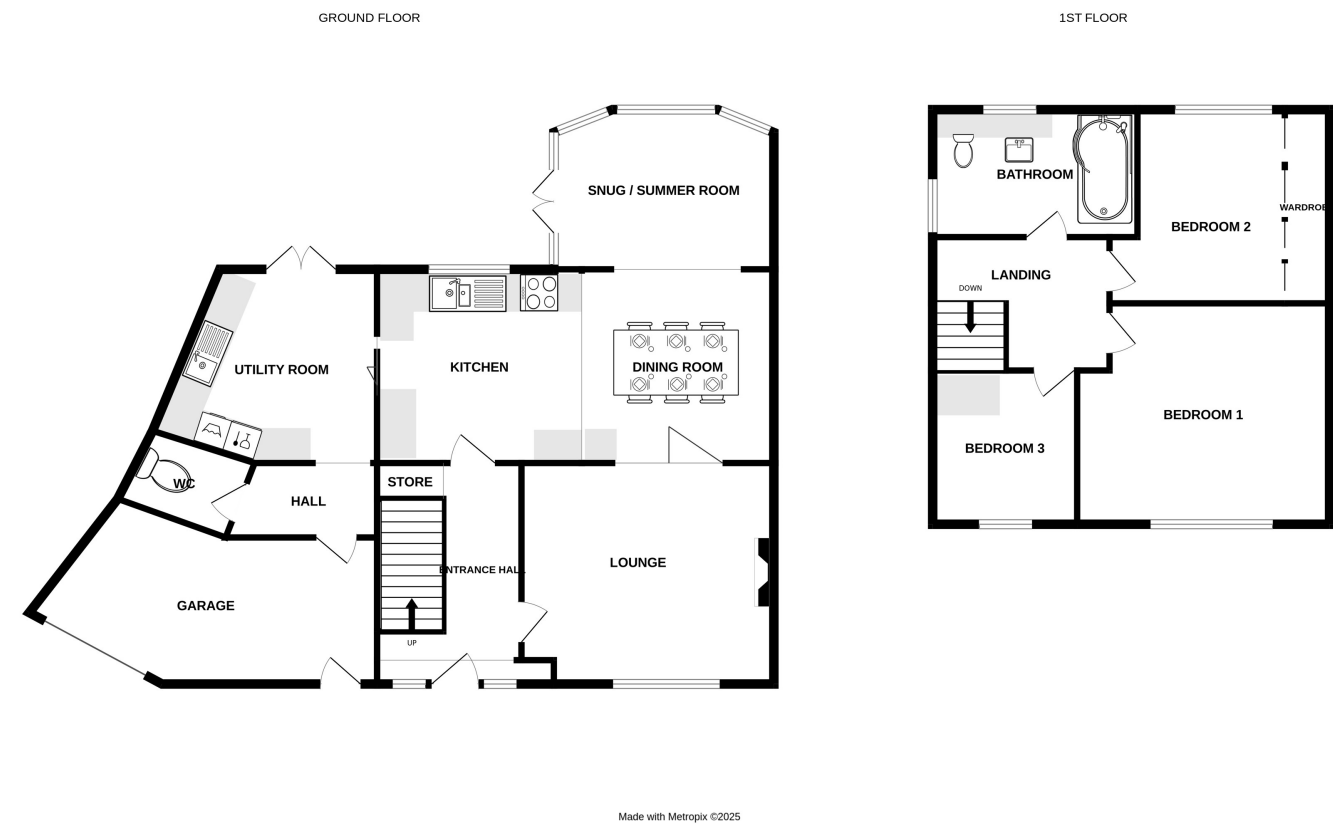 GROUND FLOOR
1ST FLOOR
SNUG / SUMMER ROOM
BATHROOM
WARDROBE
BEDROOM 2
LANDING
DOWN
UTILITY ROOM
KITCHEN
DINING ROOM
BEDROOM 1
BEDROOM 3
WC
STORE
HALL
LOUNGE
ENTRANCE HALL
GARAGE
UP
Made with Metropix ©2025